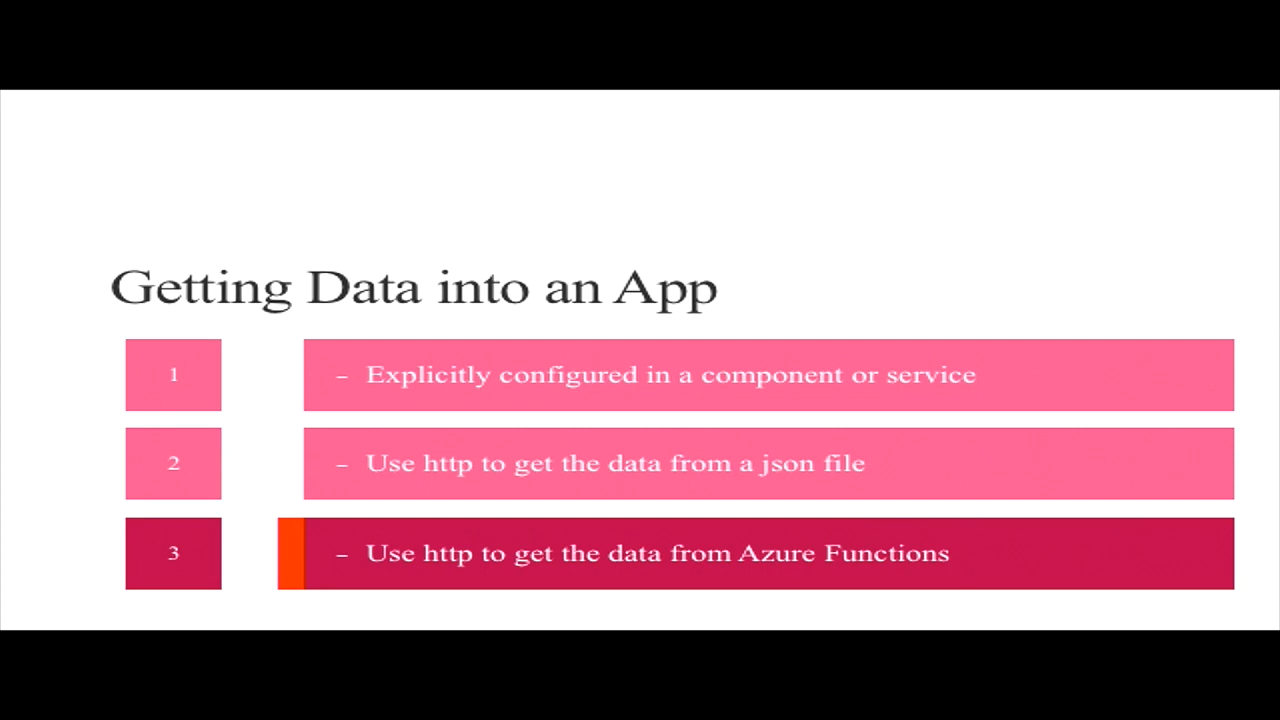 Getting Data into an App
1
– Explicitly configured in a component or service
2
– Use http to get the data from a json file
3
– Use http to get the data from Azure Functions